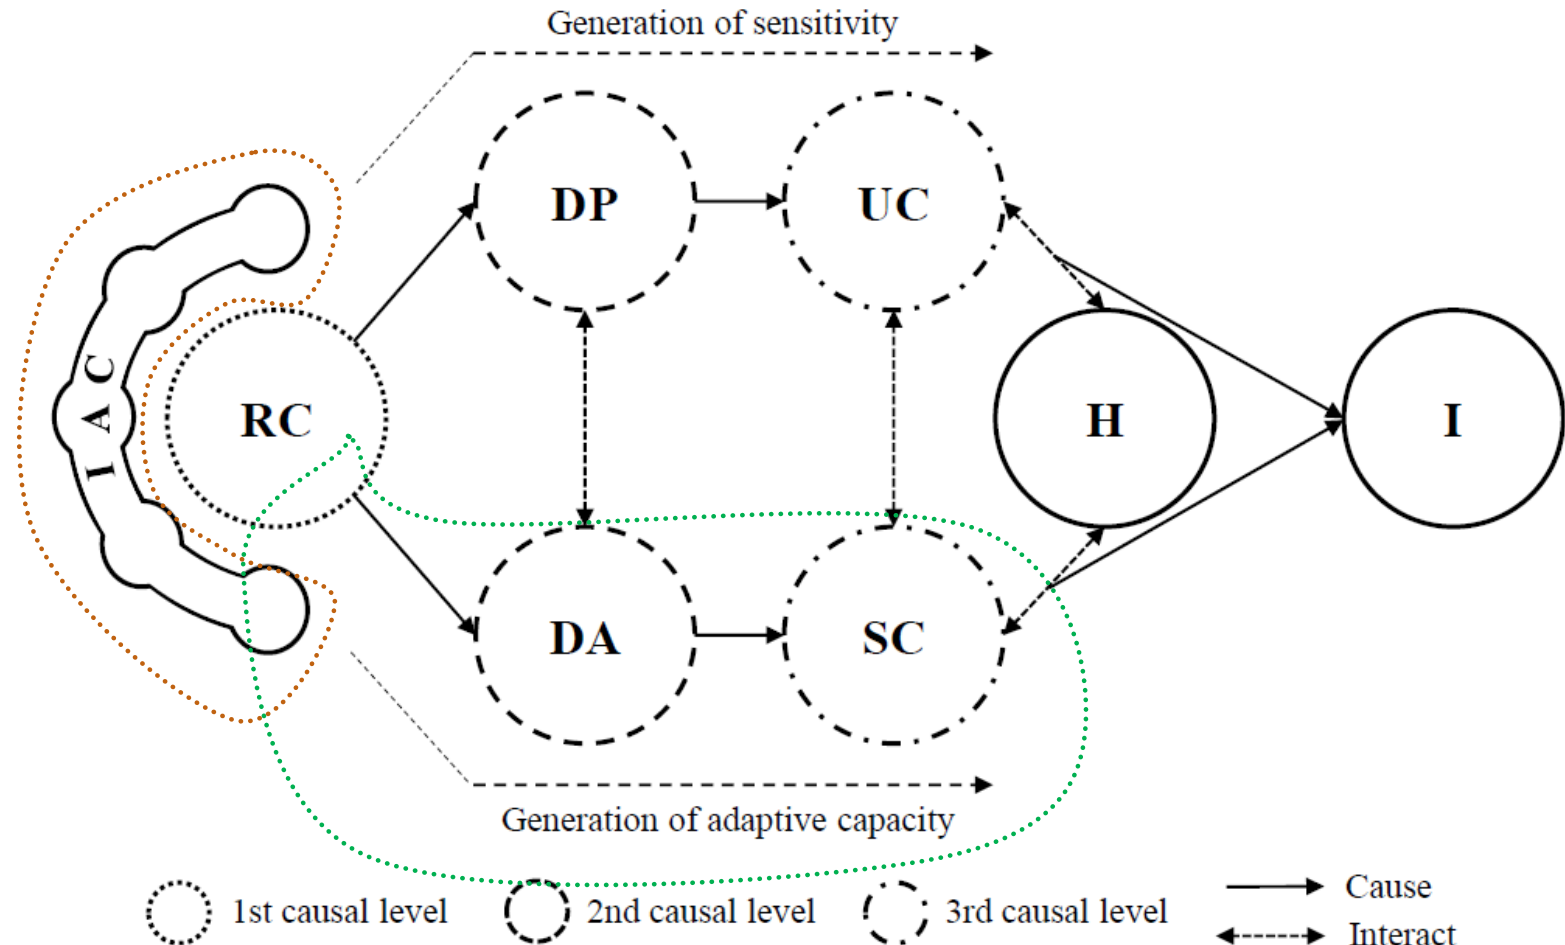 Generation of sensitivity
DP
UC
I A C
RC
H
I
DA
SC
Generation of adaptive capacity
1st causal level
2nd causal level
3rd causal level
Cause
Interact